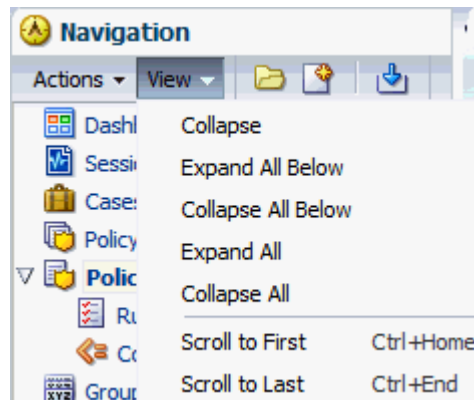 Navigation
Actions View
Collapse
Expand All Below
Collapse All Below
Expand All
Collapse All
Scroll to First Ctrl+Home
Scroll to Last Ctrl+End
Policy